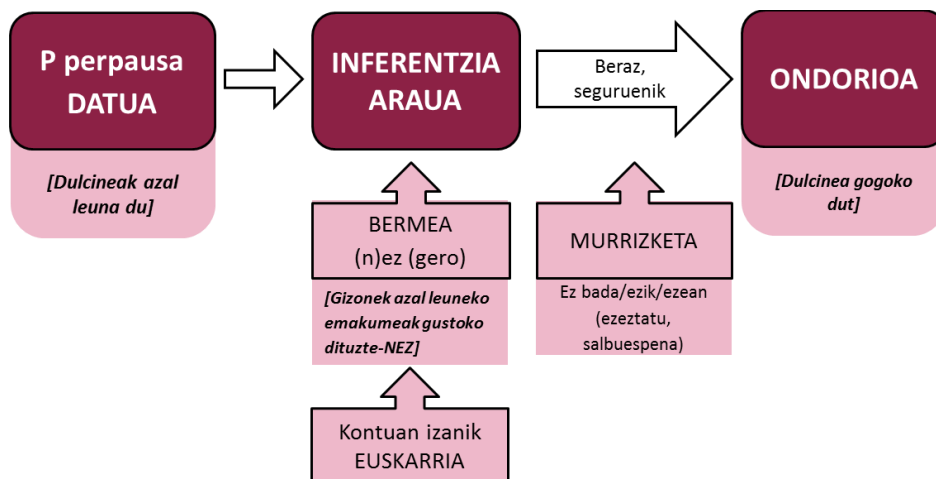 P perpausa
DATUA
[Dulcineak azal
leuna du]
INFERENTZIA
ARAUA
Beraz,
seguruenik
ONDORIOA
[Dulcinea gogoko
dut]
BERMEA
(n)ez (gero)
[Gizonek azal leuneko
emakumeak gustoko
dituzte-NEZ]
MURRIZKETA
Ez bada/ezik/ezean
(ezeztatu,
salbuespena)
Kontuan izanik
EUSKARRIA